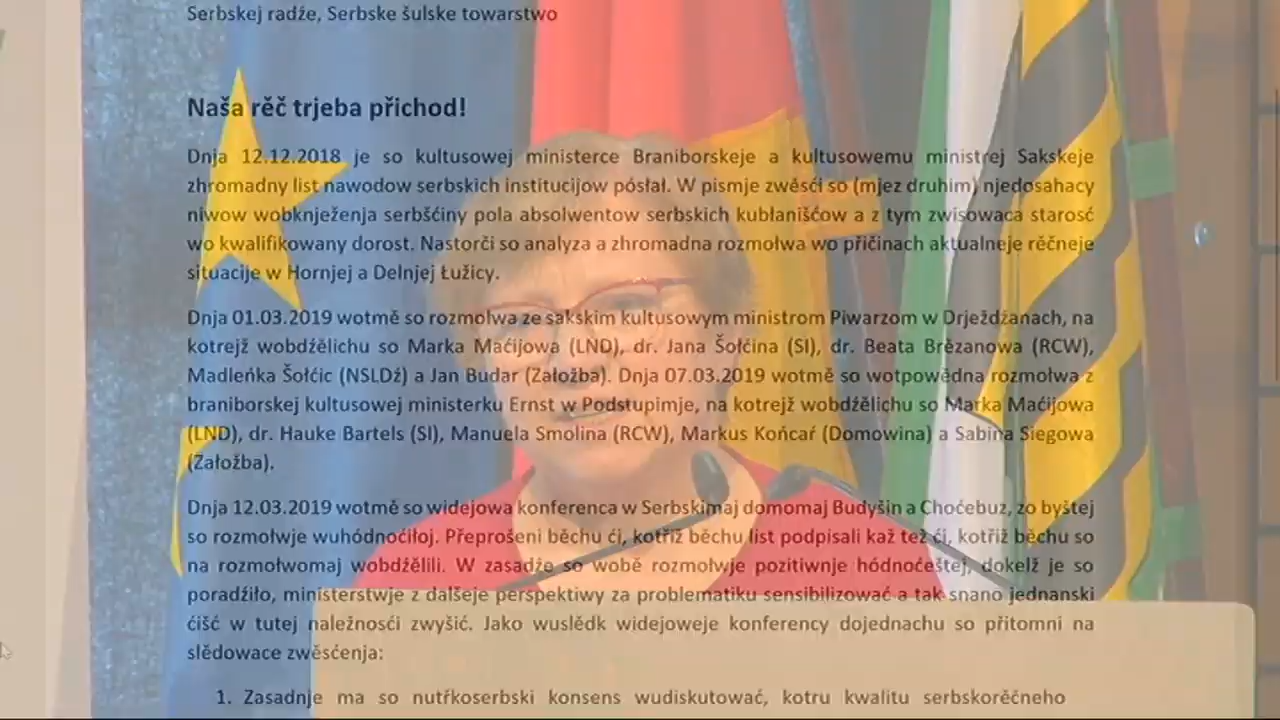 Serbskej radźe, Serbske šulske towarstwo
Naša rěč trjeba přichod!
Dnja 12.12.2018 je so kultusowej ministerce Braniborskeje a kultusowemu ministrej Sakskeje
zhromadny list nawodow serbskich institucijow pósłał. W pismje zwěsći so (mjez druhim) njedosahacy
niwow wobknježenja serbšćiny pola absolwentow serbskich kubłanišćow a z tym zwisowaca starosć
wo kwalifikowany dorost. Nastorči so analyza a zhromadna rozmołwa wo přičinach aktualneje rěčneje
situacije w Hornjej a Delnjej Łužicy.
Dnja 01.03.2019 wotmě so rozmołwa ze sakskim kultusowym ministrom Piwarzom w Drježdźanach, na
kotrejž wobdźělichu so Marka Maćijowa (LND), dr. Jana Šołćina (SI), dr. Beata Brězanowa (RCW),
Madleńka Šołćic (NSLDź) a Jan Budar (Załožba). Dnja 07.03.2019 wotmě so wotpowědna rozmołwa z
braniborskej kultusowej ministerku Ernst w Podstupimje, na kotrejž wobdźělichu so Marka Maćijowa
(LND), dr. Hauke Bartels (SI), Manuela Smolina (RCW), Markus Kóńcaŕ (Domowina) a Sabina Siegowa
(Załožba).
Dnja 12.03.2019 wotmě so widejowa konferenca w Serbskimaj domomaj Budyšin a Choćebuz, zo byštej
so rozmołwje wuhódnoćiłoj. Přeprošeni běchu ći, kotřiž běchu list podpisali kaž tež ći, kotřiž běchu so
na rozmołwomaj wobdźělili. W zasadźe so wobě rozmołwje pozitiwnje hódnoćeštej, dokelž je so
poradźiło, ministerstwje z dalšeje perspektiwy za problematiku sensibilizować a tak snano jednanski
ćišć w tutej naležnosći zwyšić. Jako wuslědk widejoweje konferency dojednachu so přitomni na
slědowace zwěsćenja:
1. Zasadnje ma so nutřkoserbski konsens wudiskutować, kotru kwalitu serbskorěčneho